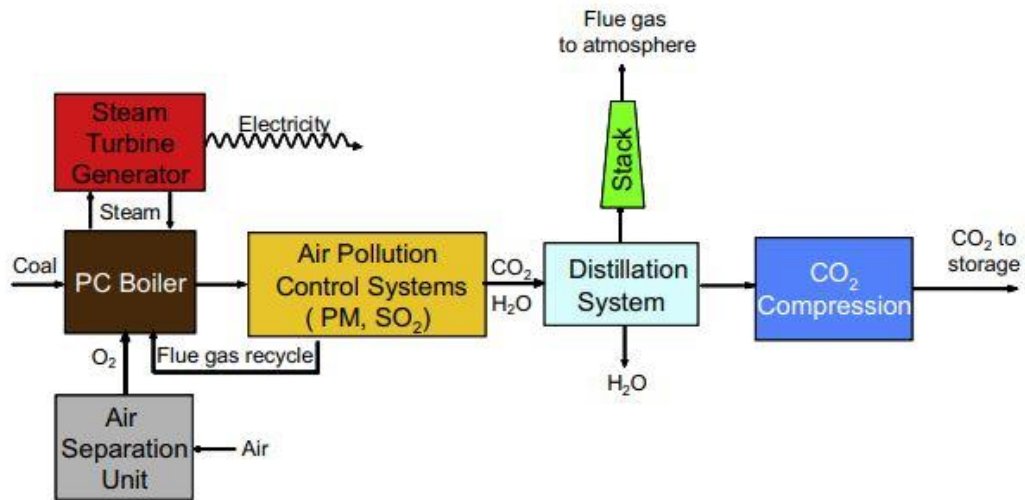 Flue gas
to atmosphere
Steam
Turbine
Generator
Electricity
Stack
Steam
Coal
PC Boiler
Air Pollution
Control Systems
( PM, SO₂)
CO₂
H₂O
Distillation
System
CO₂
Compression
CO₂ to
storage
O₂
Flue gas recycle
H₂O
Air
Separation
Unit
Air